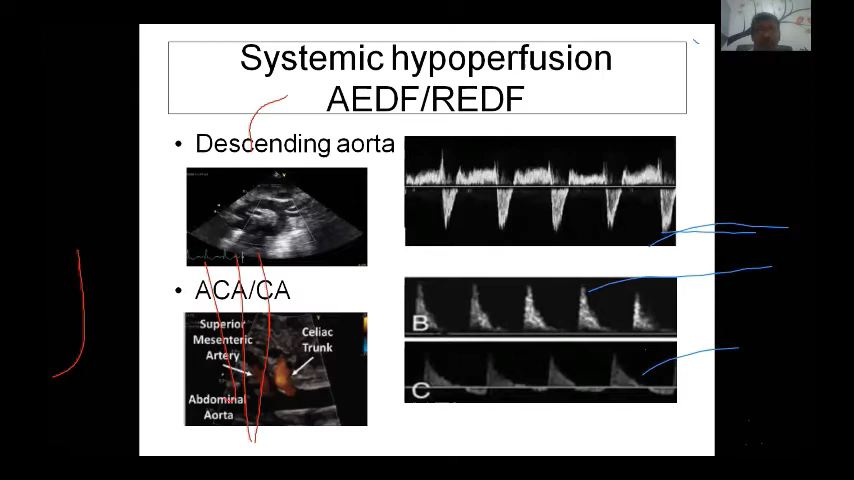 Systemic hypoperfusion
AEDF/REDF
• Descending aorta
• ACA/CA
Superior
Mesenteric
Artery
Celiac
Trunk
Abdominal
Aorta
V
B
C